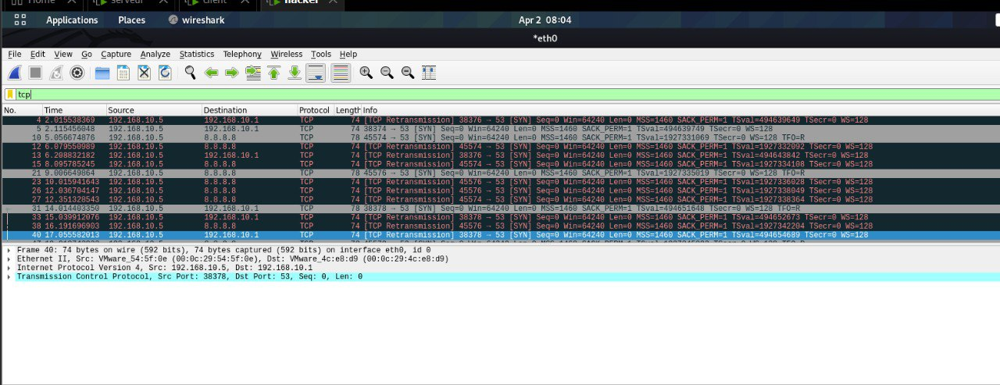 Home serveur client hacker
Applications Places wireshark Apr 2 08:04
*eth0
File Edit View Go Capture Analyze Statistics Telephony Wireless Tools Help
tcp
No. Time Source Destination Protocol Length Info
4 2.015538369 192.168.10.5 192.168.10.1 TCP 74 [TCP Retransmission] 38376 → 53 [SYN] Seq=0 Win=64240 Len=0 MSS=1460 SACK_PERM=1 TSval=494639649 TSecr=0 WS=128
5 2.115456048 192.168.10.5 192.168.10.1 TCP 74 38374 → 53 [SYN] Seq=0 Win=64240 Len=0 MSS=1460 SACK_PERM=1 TSval=494639749 TSecr=0 WS=128
10 5.056674876 192.168.10.5 8.8.8.8 TCP 78 45574 → 53 [SYN] Seq=0 Win=64240 Len=0 MSS=1460 SACK_PERM=1 TSval=1927331069 TSecr=0 WS=128 TFO=R
12 6.079550989 192.168.10.5 8.8.8.8 TCP 74 [TCP Retransmission] 45574 → 53 [SYN] Seq=0 Win=64240 Len=0 MSS=1460 SACK_PERM=1 TSval=1927332092 TSecr=0 WS=128
13 6.208832182 192.168.10.5 192.168.10.1 TCP 74 [TCP Retransmission] 38376 → 53 [SYN] Seq=0 Win=64240 Len=0 MSS=1460 SACK_PERM=1 TSval=494643842 TSecr=0 WS=128
15 8.095785245 192.168.10.5 8.8.8.8 TCP 74 [TCP Retransmission] 45574 → 53 [SYN] Seq=0 Win=64240 Len=0 MSS=1460 SACK_PERM=1 TSval=1927334108 TSecr=0 WS=128
21 9.006649864 192.168.10.5 8.8.8.8 TCP 78 45576 → 53 [SYN] Seq=0 Win=64240 Len=0 MSS=1460 SACK_PERM=1 TSval=1927335019 TSecr=0 WS=128 TFO=R
23 10.015941643 192.168.10.5 8.8.8.8 TCP 74 [TCP Retransmission] 45576 → 53 [SYN] Seq=0 Win=64240 Len=0 MSS=1460 SACK_PERM=1 TSval=1927336028 TSecr=0 WS=128
26 12.036704147 192.168.10.5 8.8.8.8 TCP 74 [TCP Retransmission] 45576 → 53 [SYN] Seq=0 Win=64240 Len=0 MSS=1460 SACK_PERM=1 TSval=1927338049 TSecr=0 WS=128
27 12.351328543 192.168.10.5 8.8.8.8 TCP 74 [TCP Retransmission] 45574 → 53 [SYN] Seq=0 Win=64240 Len=0 MSS=1460 SACK_PERM=1 TSval=1927338364 TSecr=0 WS=128
31 14.014403350 192.168.10.5 192.168.10.1 TCP 78 38378 → 53 [SYN] Seq=0 Win=64240 Len=0 MSS=1460 SACK_PERM=1 TSval=494651648 TSecr=0 WS=128 TFO=R
33 15.039912076 192.168.10.5 192.168.10.1 TCP 74 [TCP Retransmission] 38378 → 53 [SYN] Seq=0 Win=64240 Len=0 MSS=1460 SACK_PERM=1 TSval=494652673 TSecr=0 WS=128
38 16.191696903 192.168.10.5 8.8.8.8 TCP 74 [TCP Retransmission] 45576 → 53 [SYN] Seq=0 Win=64240 Len=0 MSS=1460 SACK_PERM=1 TSval=1927342204 TSecr=0 WS=128
40 17.055582013 192.168.10.5 192.168.10.1 TCP 74 [TCP Retransmission] 38378 → 53 [SYN] Seq=0 Win=64240 Len=0 MSS=1460 SACK_PERM=1 TSval=494654689 TSecr=0 WS=128
Frame 40: 74 bytes on wire (592 bits), 74 bytes captured (592 bits) on interface eth0, id 0
Ethernet II, Src: VMware_54:5f:0e (00:0c:29:54:5f:0e), Dst: VMware_4c:e8:d9 (00:0c:29:4c:e8:d9)
Internet Protocol Version 4, Src: 192.168.10.5, Dst: 192.168.10.1
Transmission Control Protocol, Src Port: 38378, Dst Port: 53, Seq: 0, Len: 0